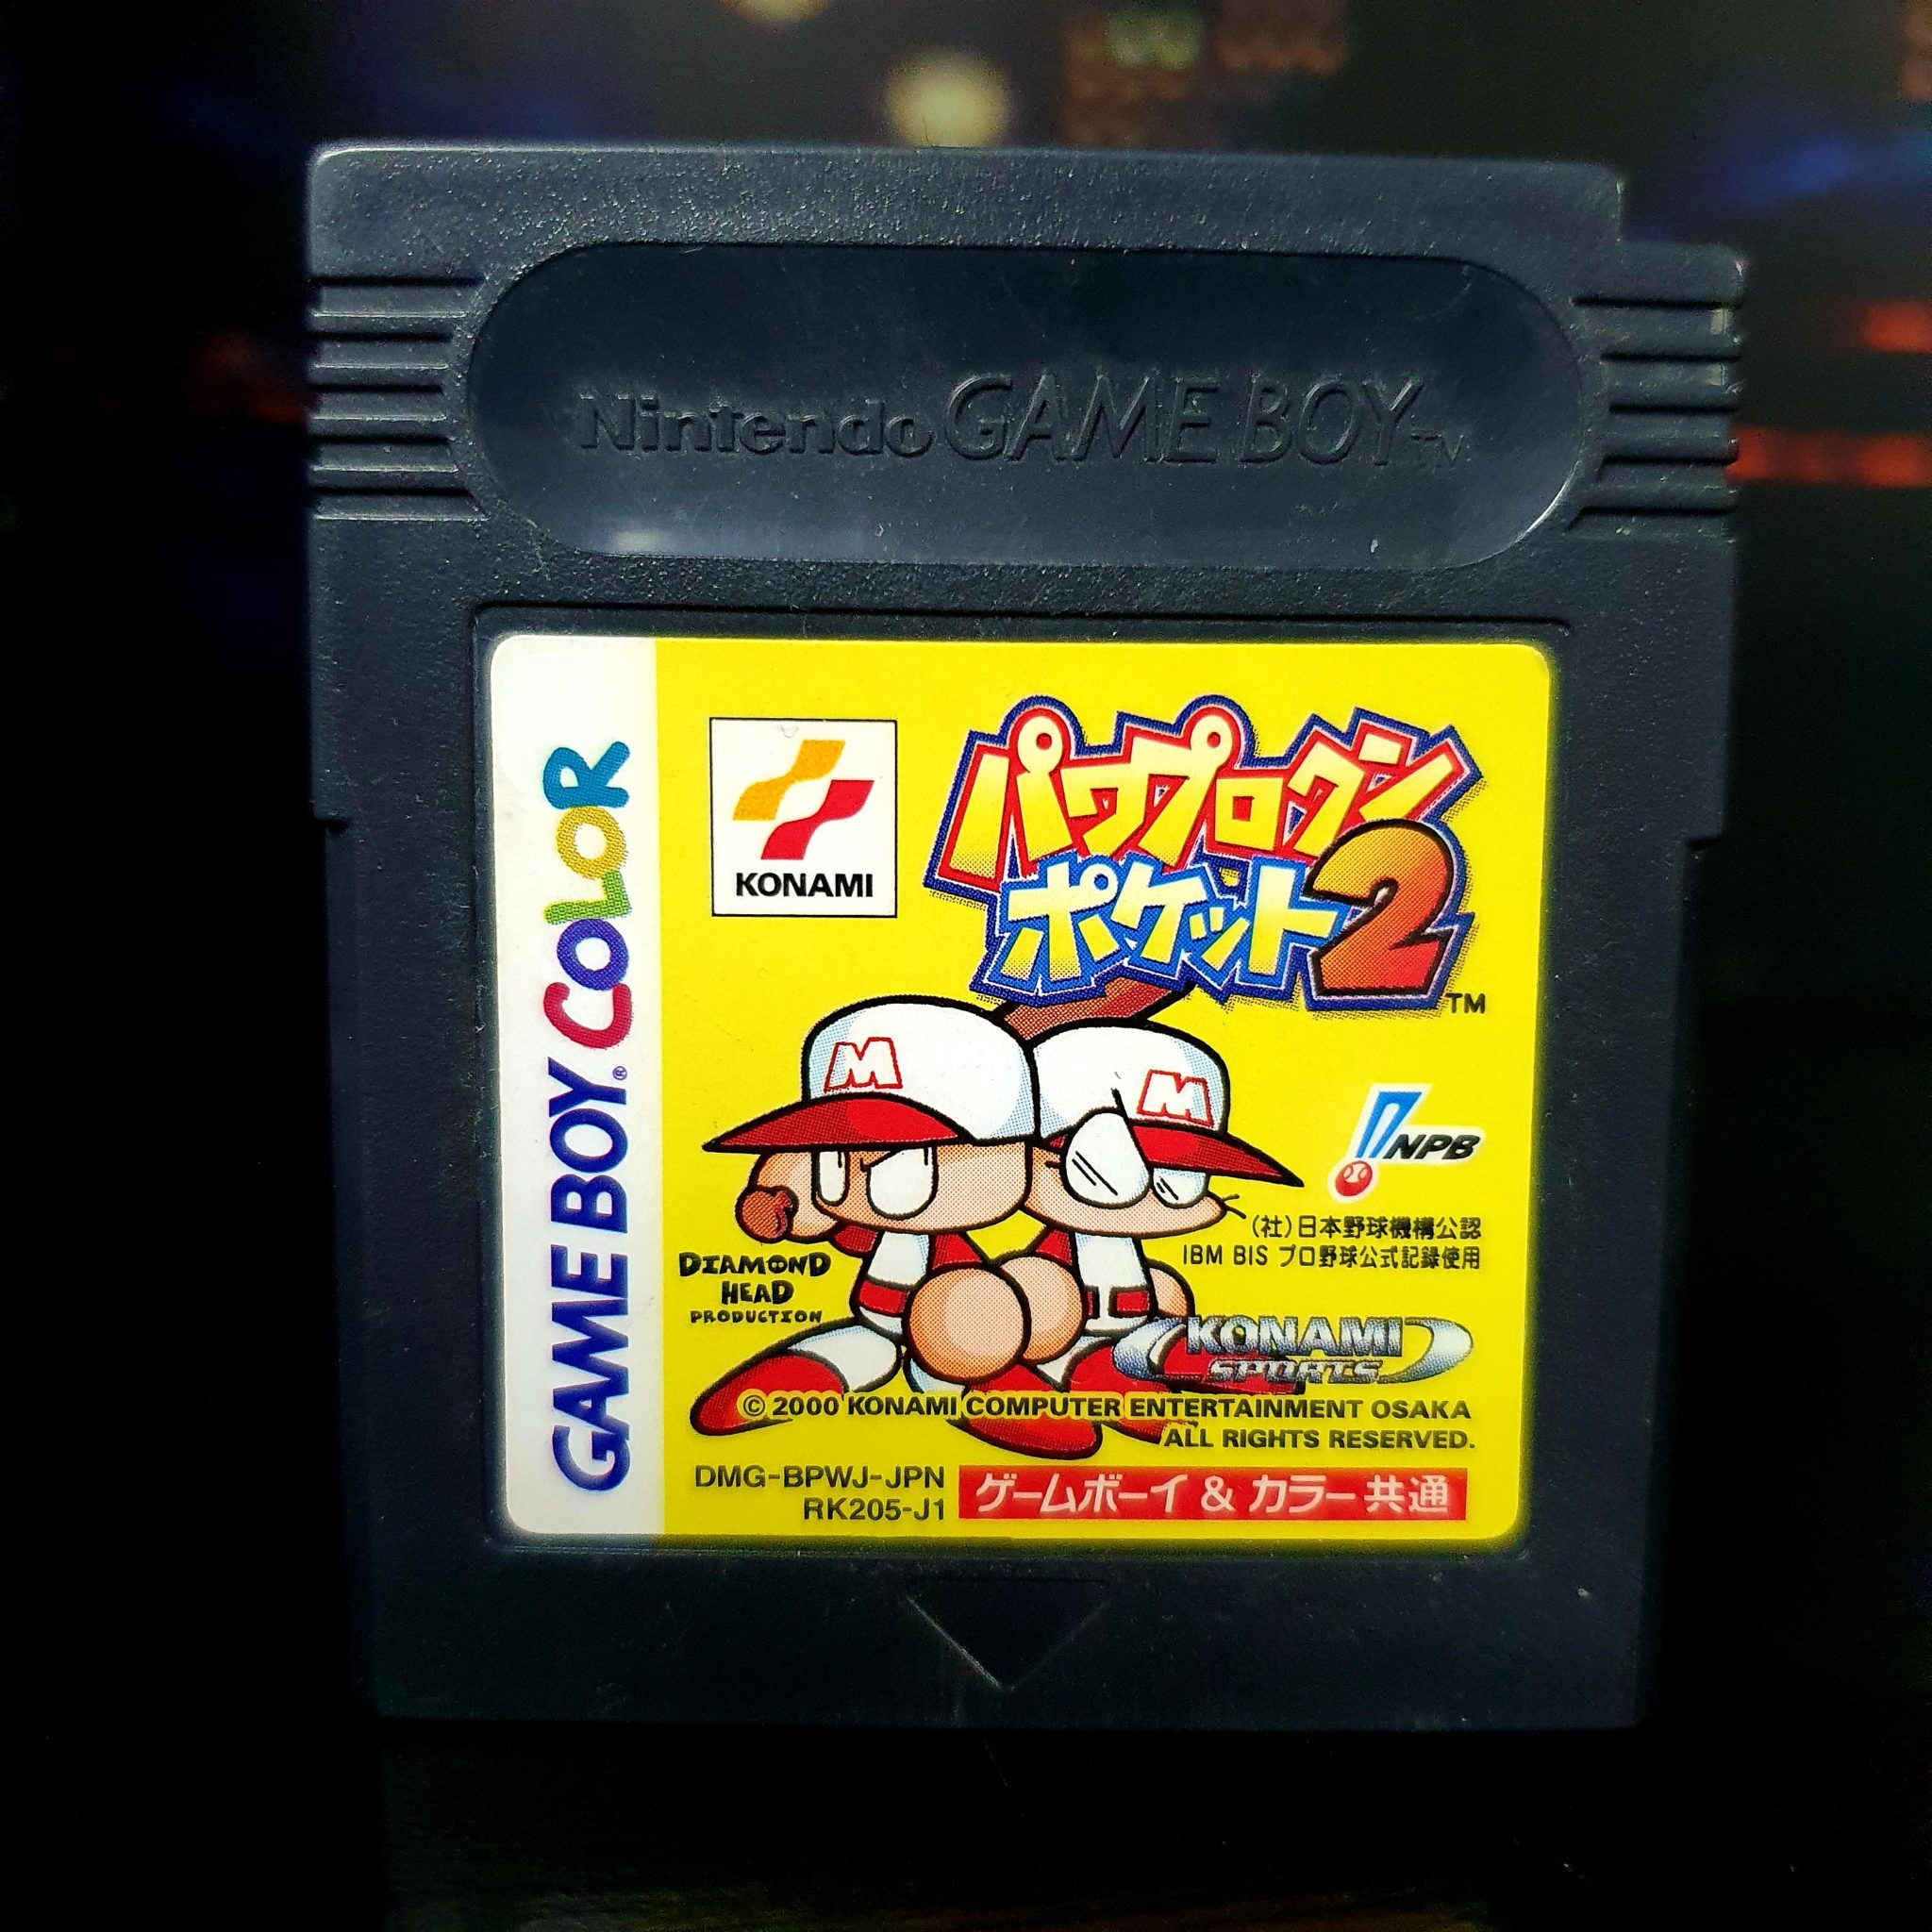 Nintendo GAME BOY™
GAME BOY® COLOR
KONAMI
パワプロクン
ポケット2
™
M
M
NPB
(社)日本野球機構公認
IBM BIS プロ野球公式記録使用
DIAMOND
HEAD
PRODUCTION
KONAMI
SPORTS
© 2000 KONAMI COMPUTER ENTERTAINMENT OSAKA
ALL RIGHTS RESERVED.
DMG-BPWJ-JPN
RK205-J1
ゲームボーイ & カラー共通